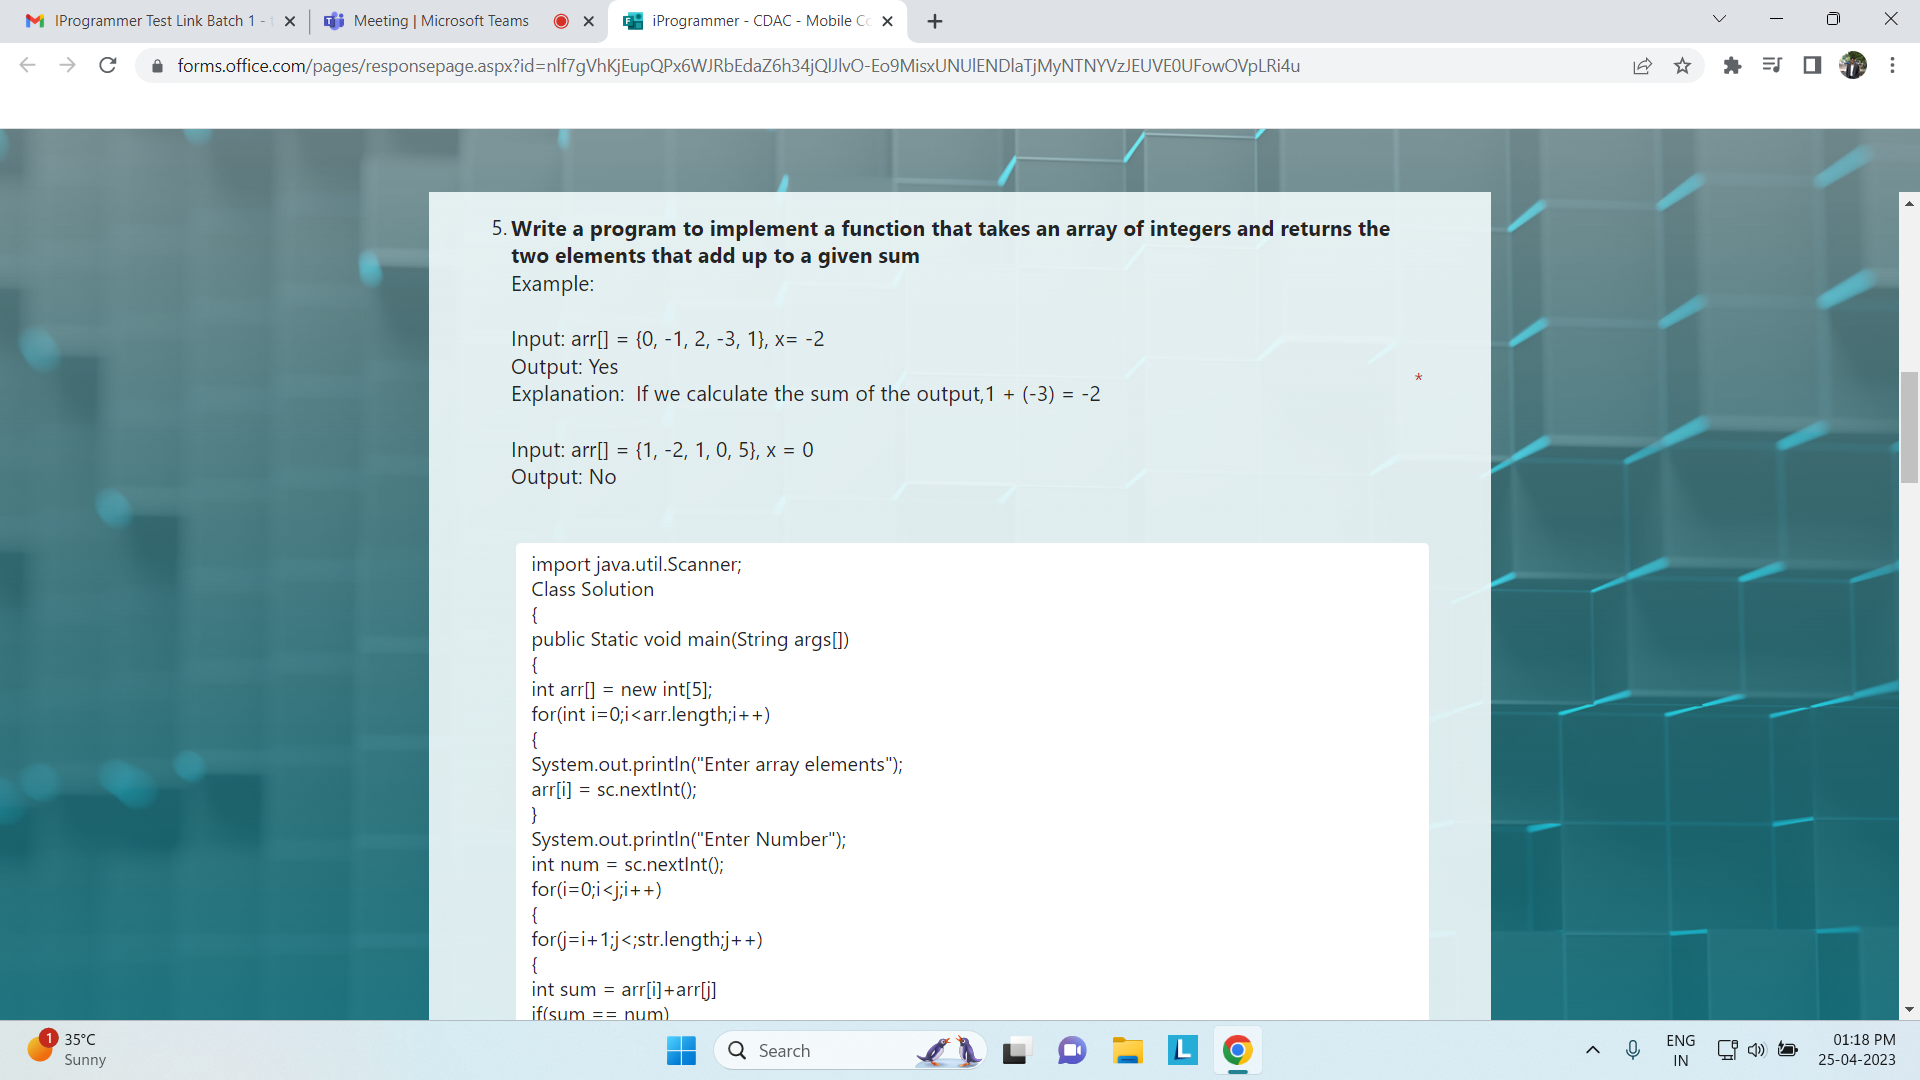 IProgrammer Test Link Batch 1 -
Meeting | Microsoft Teams
iProgrammer - CDAC - Mobile Co
forms.office.com/pages/responsepage.aspx?id=nlf7gVhKjEupQPx6WJRbEdaZ6h34jQlJlvO-Eo9MisxUNUlENDlaTjMyNTNYVzJEUVE0UFowOVpLRi4u
5. Write a program to implement a function that takes an array of integers and returns the
two elements that add up to a given sum
Example:
Input: arr[] = {0, -1, 2, -3, 1}, x= -2
Output: Yes
Explanation:  If we calculate the sum of the output,1 + (-3) = -2
*
Input: arr[] = {1, -2, 1, 0, 5}, x = 0
Output: No
import java.util.Scanner;
Class Solution
{
public Static void main(String args[])
{
int arr[] = new int[5];
for(int i=0;i<arr.length;i++)
{
System.out.println("Enter array elements");
arr[i] = sc.nextInt();
}
System.out.println("Enter Number");
int num = sc.nextInt();
for(i=0;i<j;i++)
{
for(j=i+1;j<;str.length;j++)
{
int sum = arr[i]+arr[j]
if(sum == num)
1
35°C
Sunny
Search
L
ENG
IN
01:18 PM
25-04-2023